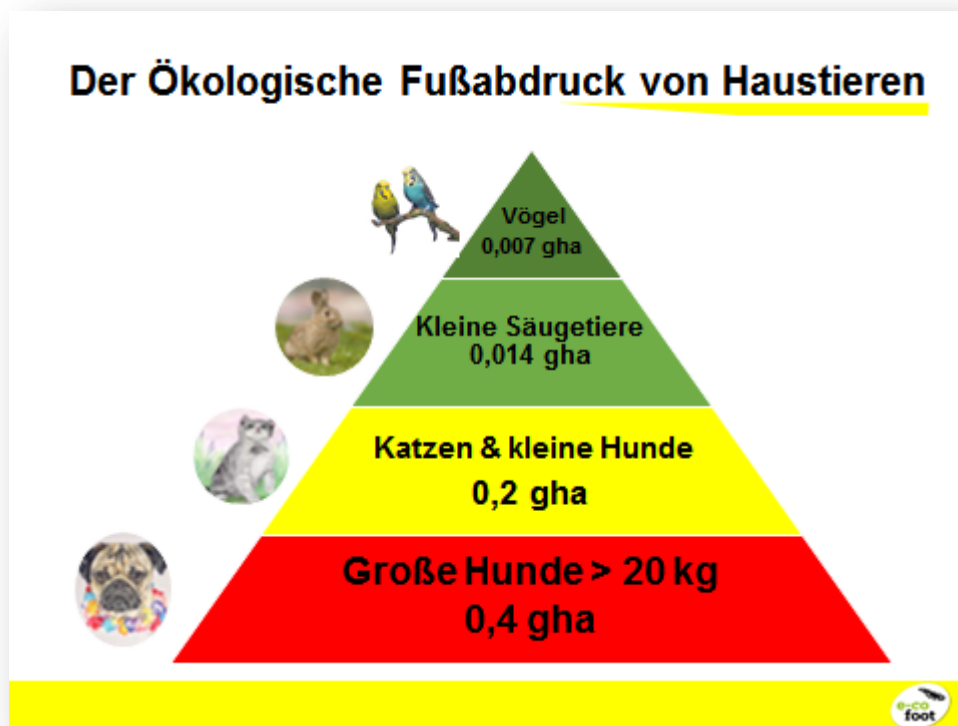 Der Ökologische Fußabdruck von Haustieren
Vögel
0,007 gha
Kleine Säugetiere
0,014 gha
Katzen & kleine Hunde
0,2 gha
Große Hunde > 20 kg
0,4 gha
e-co
foot